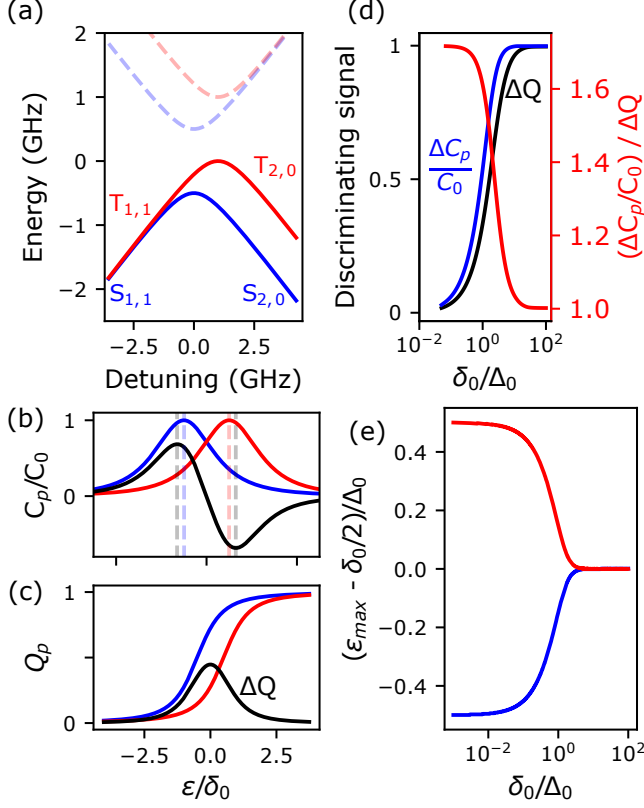 (a)
2
1
0
−1
−2
Energy (GHz)
T1,1
T2,0
S1,1
S2,0
−2.5
0.0
2.5
Detuning (GHz)
(b)
1
0
Cp/C0
(c)
1
0
Qp
ΔQ
−2.5
0.0
2.5
ε/δ0
(d)
1
0.5
0
Discriminating signal
ΔCp
C0
ΔQ
1.6
1.4
1.2
1.0
(ΔCp/C0) / ΔQ
10−2
100
102
δ0/Δ0
(e)
0.4
0.2
0.0
−0.2
−0.4
(εmax - δ0/2)/Δ0
10−2
100
102
δ0/Δ0